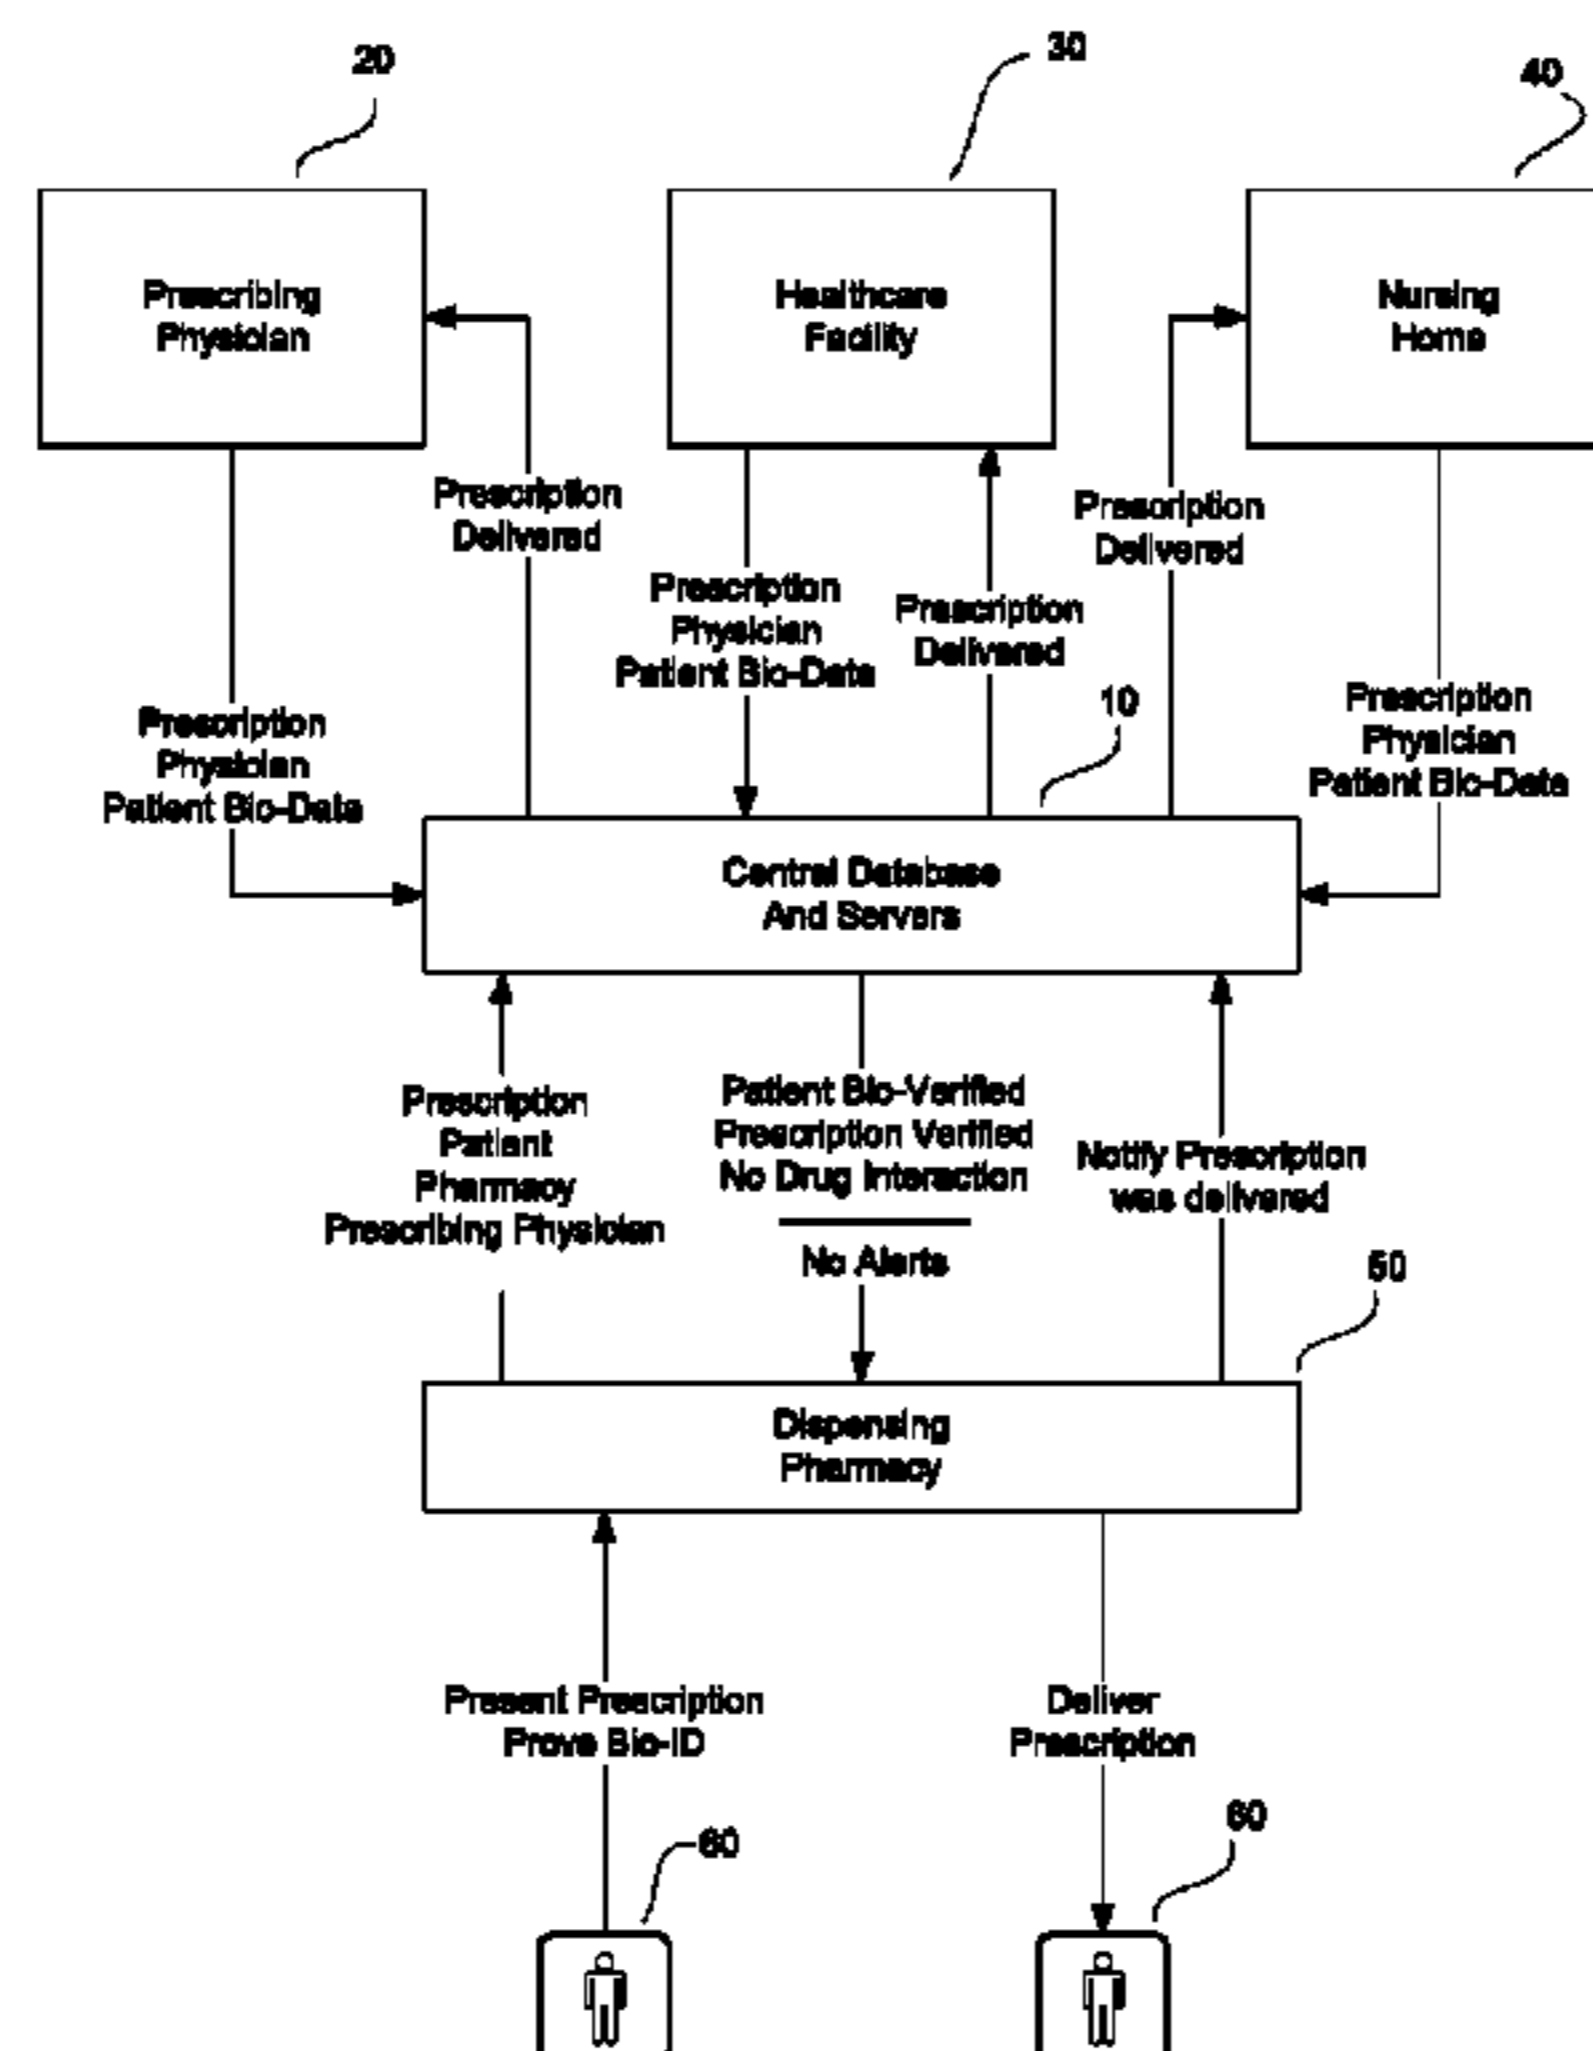 20
30
40
Prescribing
Physician
Healthcare
Facility
Nursing
Home
Prescription
Delivered
Prescription
Delivered
Prescription
Physician
Patient Bio-Data
Prescription
Delivered
10
Prescription
Physician
Patient Bio-Data
Prescription
Physician
Patient Bio-Data
Central Database
And Servers
Prescription
Patient
Pharmacy
Prescribing Physician
Patient Bio-Verified
Prescription Verified
No Drug Interaction
No Alerts
Notify Prescription
was delivered
50
Dispensing
Pharmacy
Present Prescription
Prove Bio-ID
Deliver
Prescription
60
60